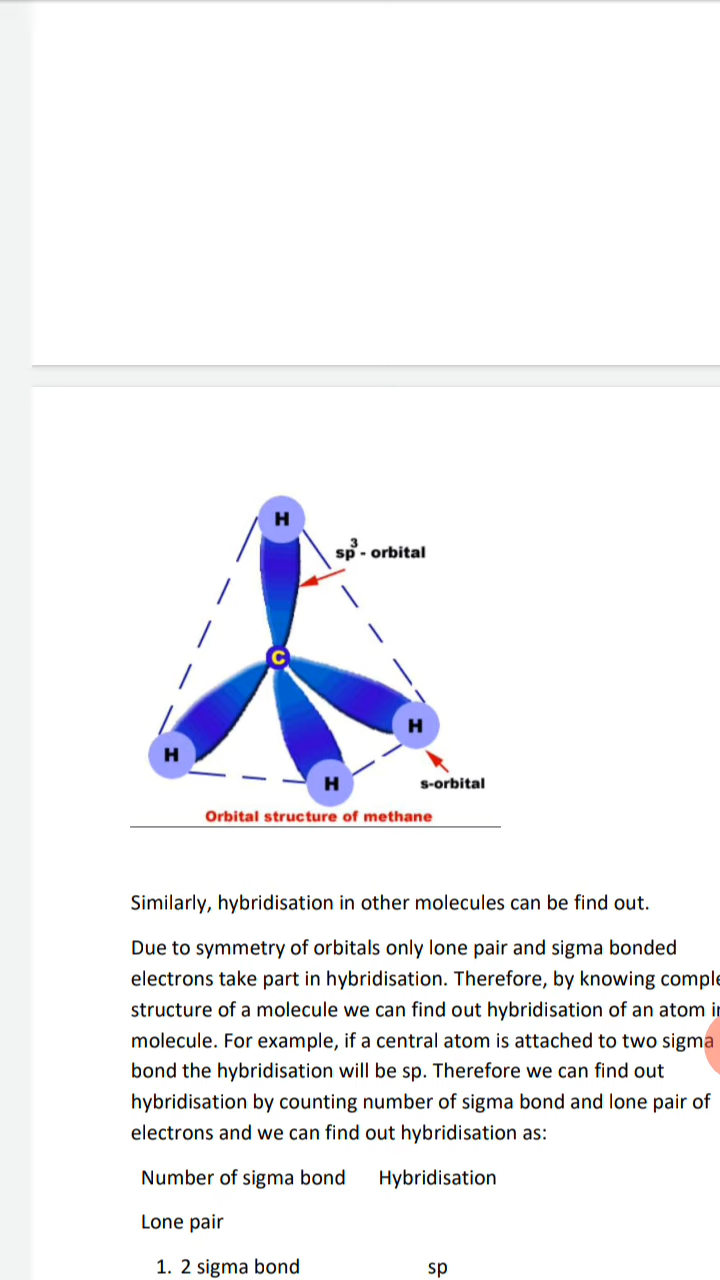 H
sp3- orbital
C
H
H
H
s-orbital
Orbital structure of methane
Similarly, hybridisation in other molecules can be find out.
Due to symmetry of orbitals only lone pair and sigma bonded
electrons take part in hybridisation. Therefore, by knowing
structure of a molecule we can find out hybridisation of an atom
molecule. For example, if a central atom is attached to two sigma
bond the hybridisation will be sp. Therefore we can find out
hybridisation by counting number of sigma bond and lone pair of
electrons and we can find out hybridisation as:
Number of sigma bond Hybridisation
Lone pair
1. 2 sigma bond sp